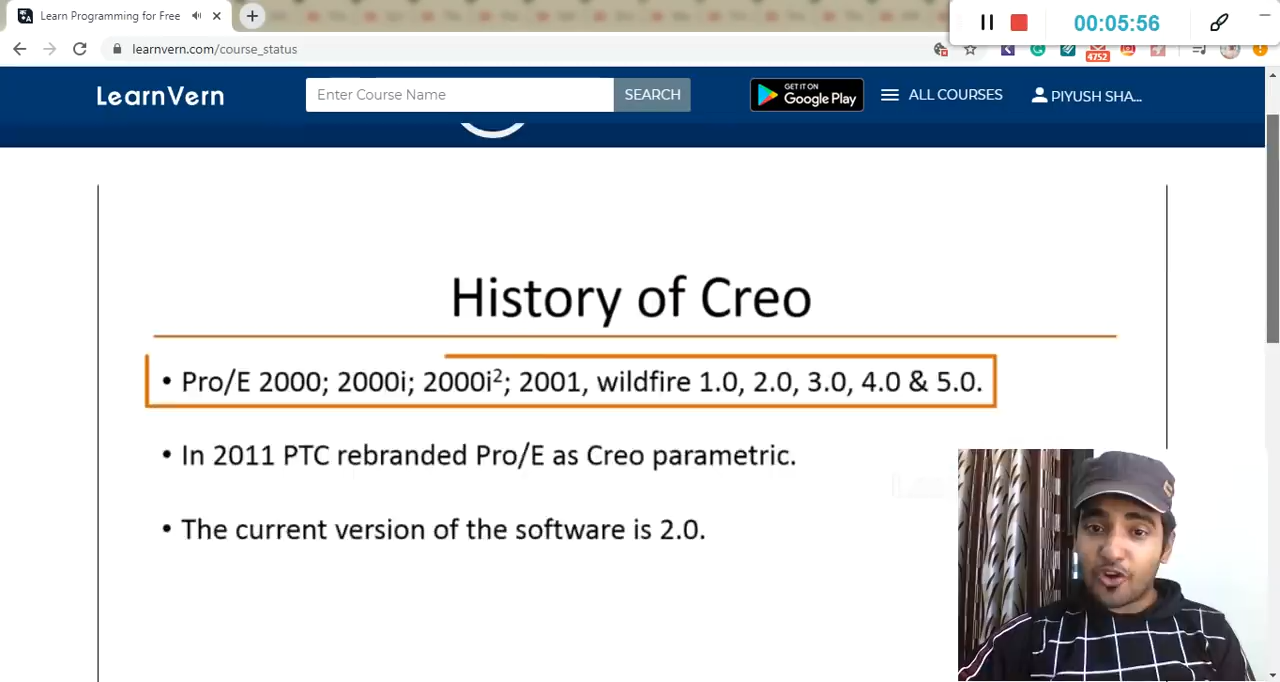 Learn Programming for Free
00:05:56
learnvern.com/course_status
4752
LearnVern
Enter Course Name
SEARCH
GET IT ON
Google Play
ALL COURSES
PIYUSH SHA...
History of Creo
• Pro/E 2000; 2000i; 2000i²; 2001, wildfire 1.0, 2.0, 3.0, 4.0 & 5.0.
• In 2011 PTC rebranded Pro/E as Creo parametric.
• The current version of the software is 2.0.